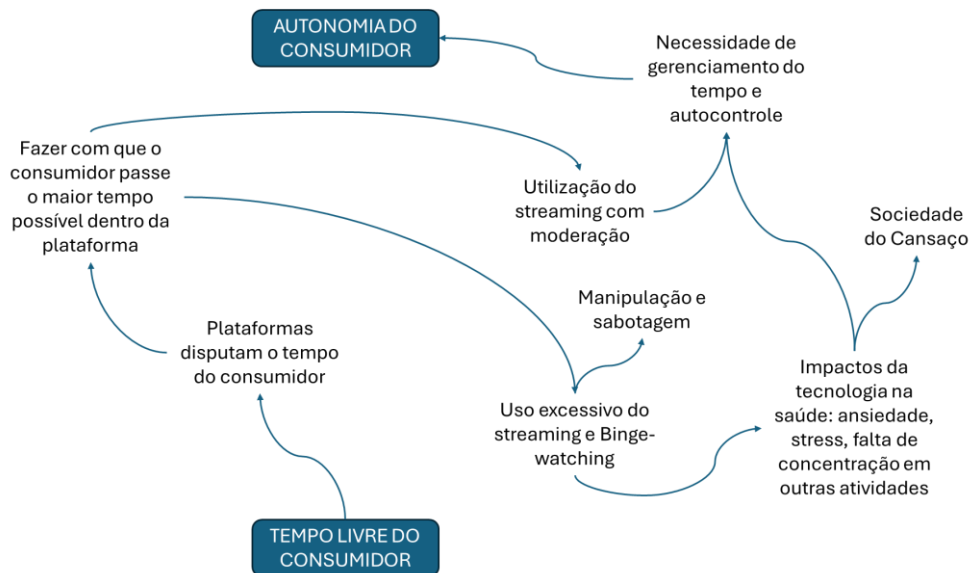 AUTONOMIA DO
CONSUMIDOR
Necessidade de
gerenciamento do
tempo e
autocontrole
Fazer com que o
consumidor passe
o maior tempo
possível dentro da
plataforma
Utilização do
streaming com
moderação
Sociedade
do Cansaço
Manipulação e
sabotagem
Plataformas
disputam o tempo
do consumidor
Impactos da
tecnologia na
saúde: ansiedade,
stress, falta de
concentração em
outras atividades
Uso excessivo do
streaming e Binge-
watching
TEMPO LIVRE DO
CONSUMIDOR